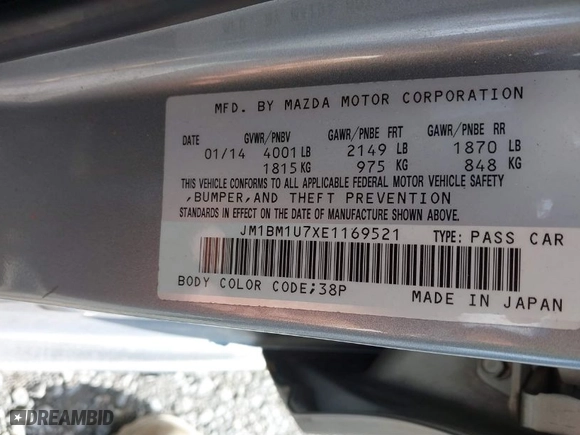 MFD. BY MAZDA MOTOR CORPORATION
DATE GVWR/PNBV GAWR/PNBE FRT GAWR/PNBE RR
01/14 4001 LB 2149 LB 1870 LB
1815KG 975 KG 848 KG
THIS VEHICLE CONFORMS TO ALL APPLICABLE FEDERAL MOTOR VEHICLE SAFETY
,BUMPER,AND THEFT PREVENTION
STANDARDS IN EFFECT ON THE DATE OF MANUFACTURE SHOWN ABOVE.
JM1BM1U7XE1169521 TYPE: PASS CAR
BODY COLOR CODE;38P MADE IN JAPAN
DREAMBID